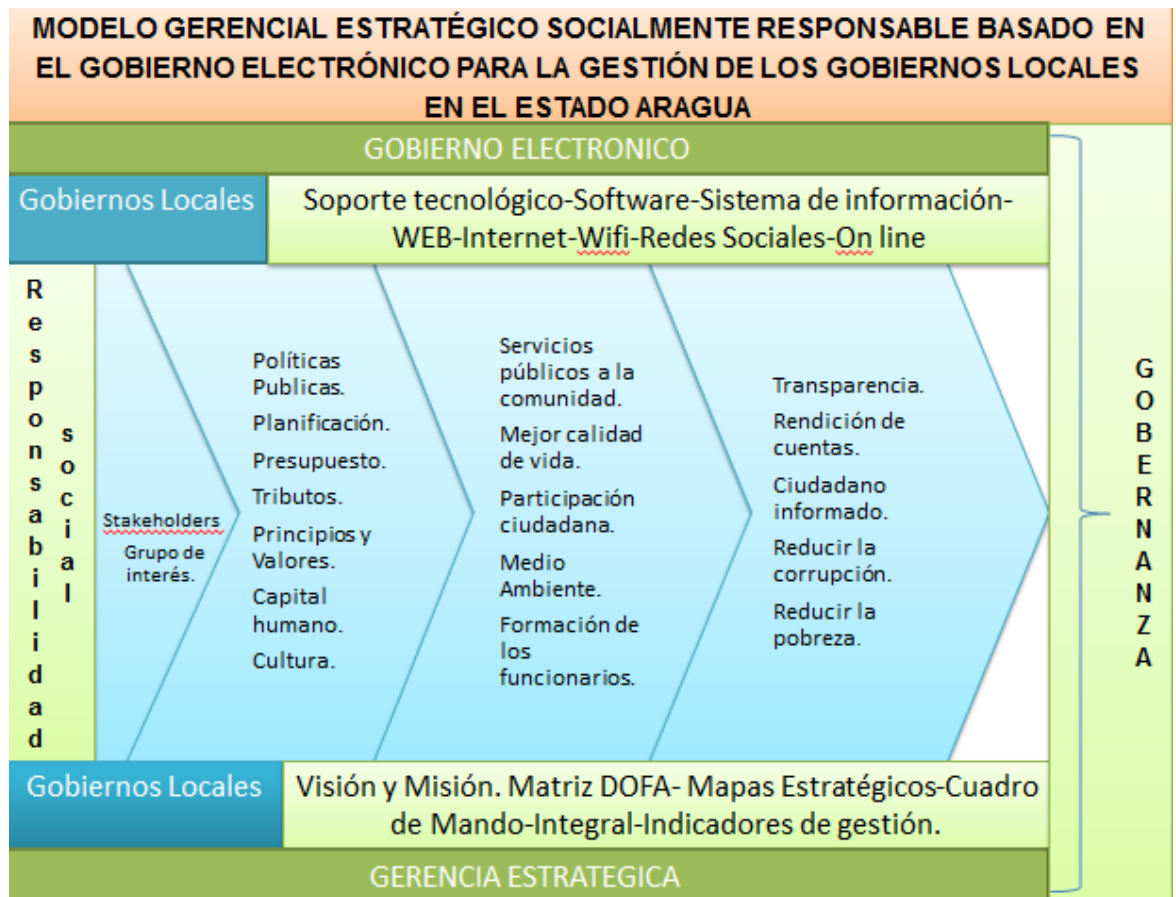 MODELO GERENCIAL ESTRATÉGICO SOCIALMENTE RESPONSABLE BASADO EN
EL GOBIERNO ELECTRÓNICO PARA LA GESTIÓN DE LOS GOBIERNOS LOCALES
EN EL ESTADO ARAGUA
GOBIERNO ELECTRONICO
Gobiernos Locales
Soporte tecnológico-Software-Sistema de información-
WEB-Internet-Wifi-Redes Sociales-On line
Responsabilidad
social
Stakeholders
Grupo de
interés.
Políticas
Publicas.
Planificación.
Presupuesto.
Tributos.
Principios y
Valores.
Capital
humano.
Cultura.
Servicios
públicos a la
comunidad.
Mejor calidad
de vida.
Participación
ciudadana.
Medio
Ambiente.
Formación de
los
funcionarios.
Transparencia.
Rendición de
cuentas.
Ciudadano
informado.
Reducir la
corrupción.
Reducir la
pobreza.
GOBERNANZA
Gobiernos Locales
Visión y Misión. Matriz DOFA- Mapas Estratégicos-Cuadro
de Mando-Integral-Indicadores de gestión.
GERENCIA ESTRATEGICA